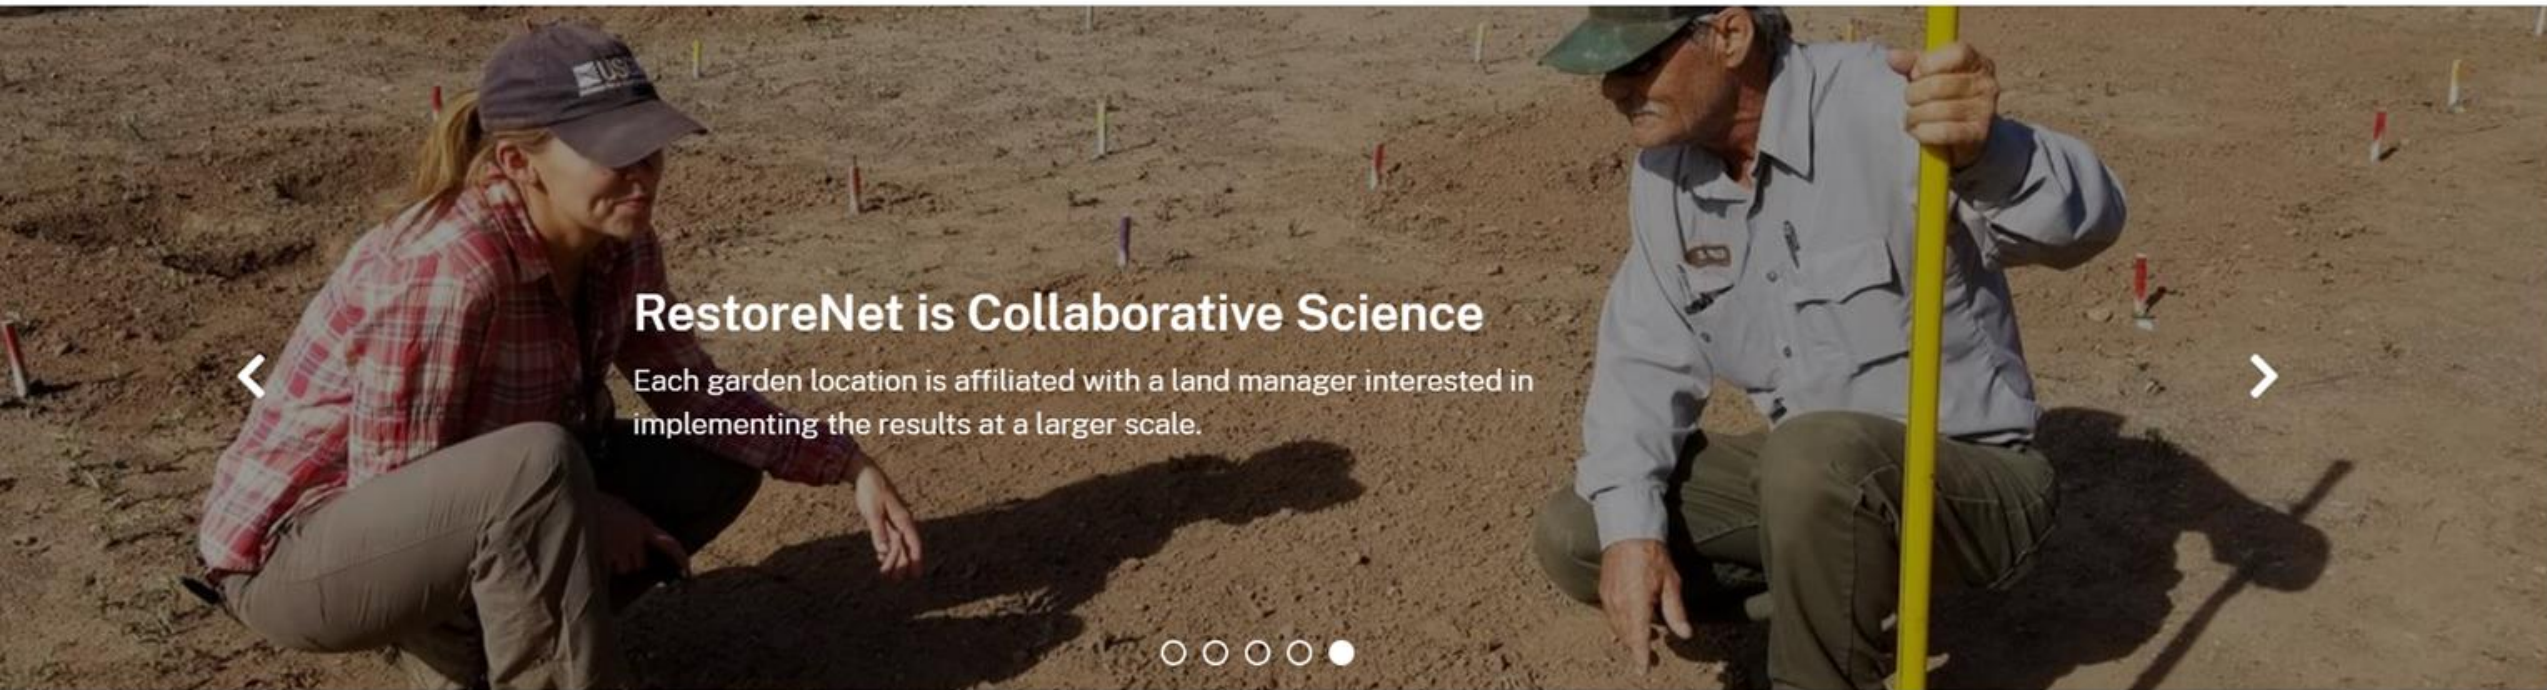 RestoreNet is Collaborative Science
Each garden location is affiliated with a land manager interested in
implementing the results at a larger scale.